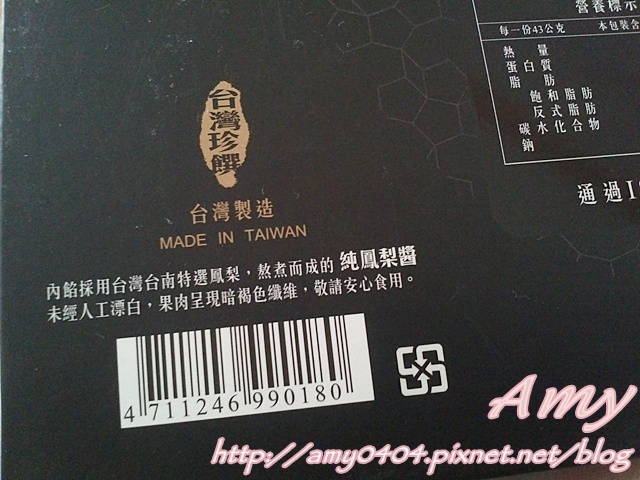 營養標示
每一份43公克 本包裝含
熱量
蛋白質
脂肪
飽和脂肪
反式脂肪
碳水化合物
鈉
通過I
台灣珍饌
台灣製造
MADE IN TAIWAN
內餡採用台灣台南特選鳳梨，熬煮而成的 純鳳梨醬
未經人工漂白，果肉呈現暗褐色纖維，敬請安心食用。
4 711246 990180
Amy
http://amy0404.pixnet.net/blog